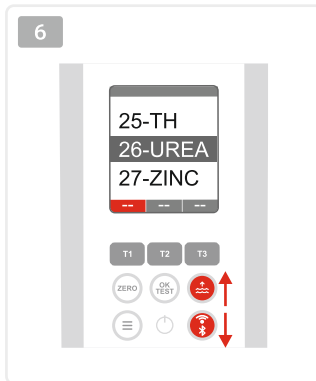 6
25-TH
26-UREA
27-ZINC
-- -- --
T1 T2 T3
ZERO OK TEST